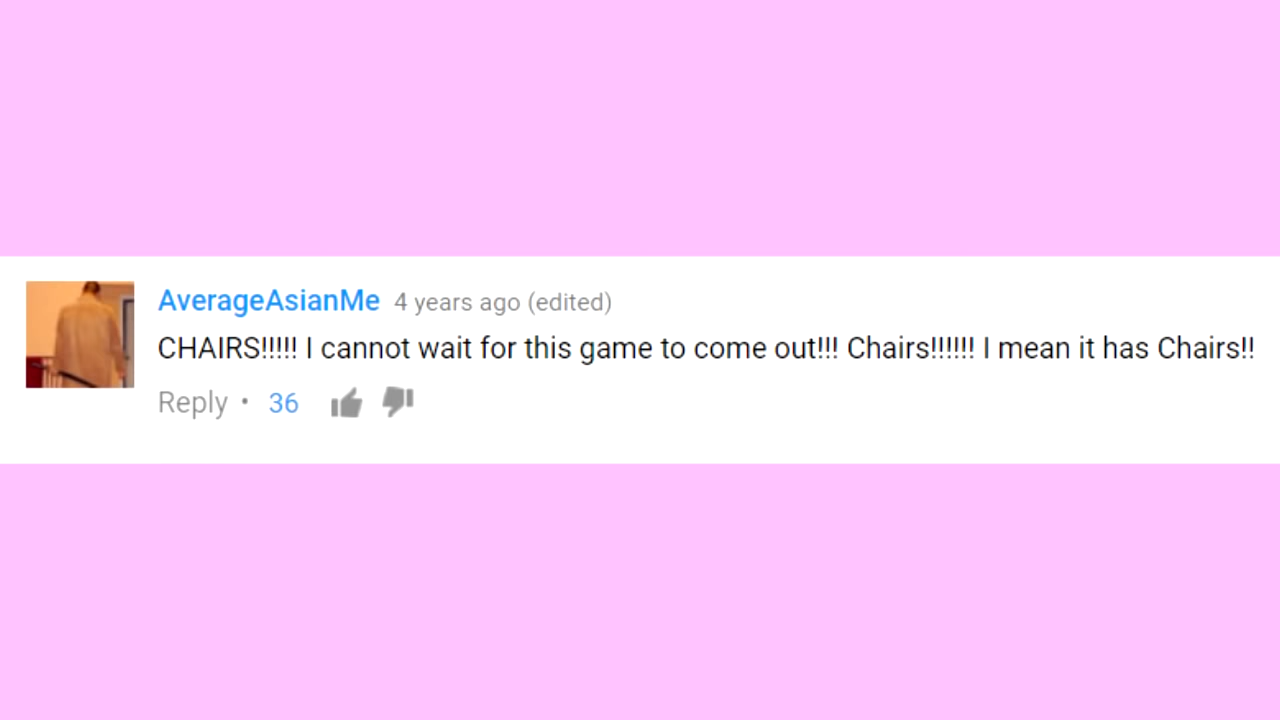 AverageAsianMe 4 years ago (edited)
CHAIRS!!!!! I cannot wait for this game to come out!!! Chairs!!!!!! I mean it has Chairs!!
Reply • 36